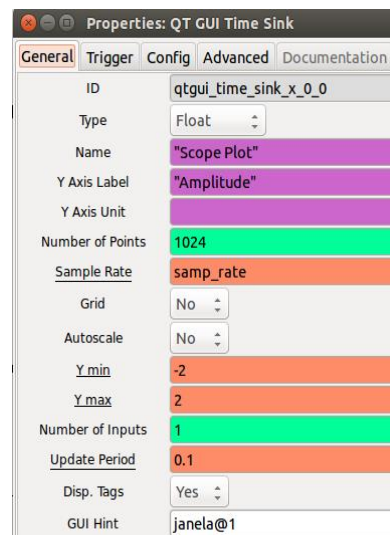 Properties: QT GUI Time Sink
General Trigger Config Advanced Documentation
ID qtgui_time_sink_x_0_0
Type Float
Name "Scope Plot"
Y Axis Label "Amplitude"
Y Axis Unit
Number of Points 1024
Sample Rate samp_rate
Grid No
Autoscale No
Y min -2
Y max 2
Number of Inputs 1
Update Period 0.1
Disp. Tags Yes
GUI Hint janela@1